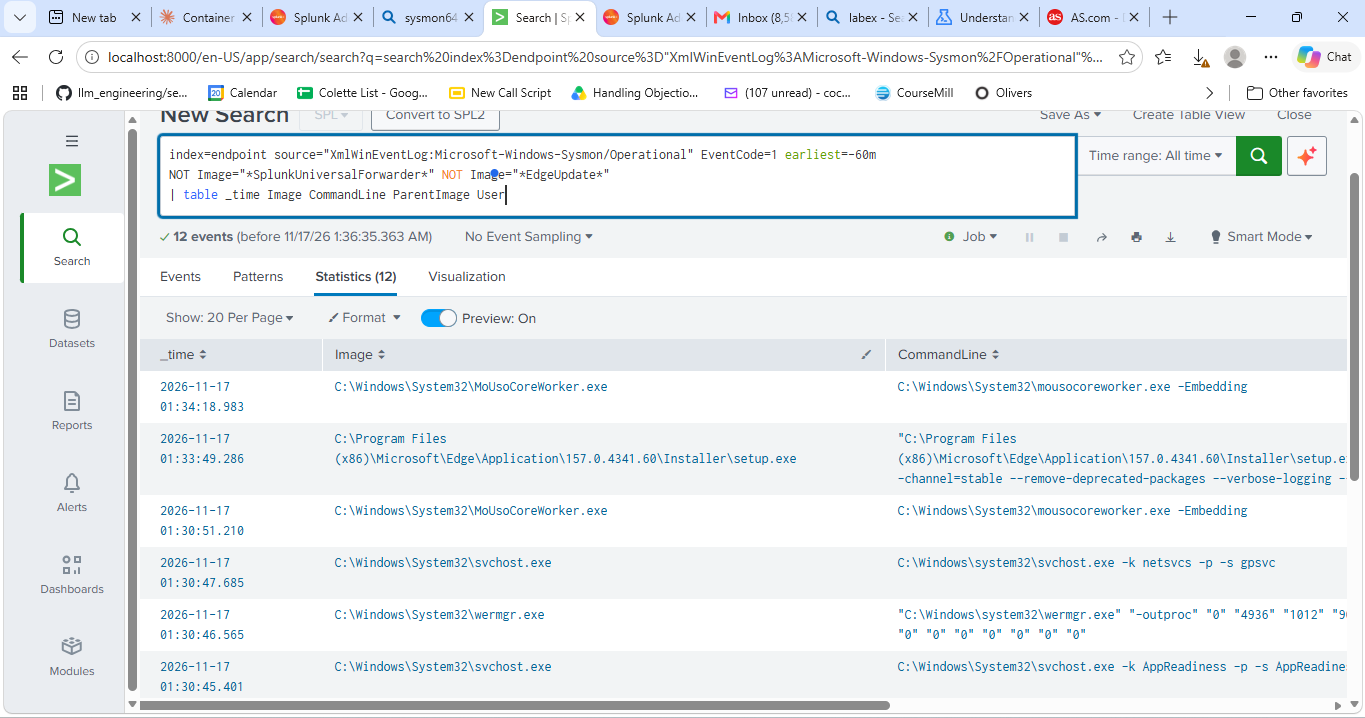 New tab
Container
Splunk Ad
sysmon64
Search | Sp
Splunk Ad
Inbox (8)
labex - Se
Understan
AS.com -
localhost:8000/en-US/app/search/search?q=search%20index%3Dendpoint%20source%3D"XmlWinEventLog%3AMicrosoft-Windows-Sysmon%2FOperational"%...
Chat
llm_engineering/se...
Calendar
Colette List - Goog...
New Call Script
Handling Objectio...
(107 unread) - coc...
CourseMill
Olivers
Other favorites
New Search
SPL
Convert to SPL2
Save As
Create Table View
Close
index=endpoint source="XmlWinEventLog:Microsoft-Windows-Sysmon/Operational" EventCode=1 earliest=-60m
NOT Image="*SplunkUniversalForwarder*" NOT Image="*EdgeUpdate*"
| table _time Image CommandLine ParentImage User
Time range: All time
12 events (before 11/17/26 1:36:35.363 AM)
No Event Sampling
Job
Smart Mode
Search
Datasets
Reports
Alerts
Dashboards
Modules
Events
Patterns
Statistics (12)
Visualization
Show: 20 Per Page
Format
Preview: On
_time
Image
CommandLine
2026-11-17
01:34:18.983
C:\Windows\System32\MoUsoCoreWorker.exe
C:\Windows\System32\mousocoreworker.exe -Embedding
2026-11-17
01:33:49.286
C:\Program Files
(x86)\Microsoft\Edge\Application\157.0.4341.60\Installer\setup.exe
"C:\Program Files
(x86)\Microsoft\Edge\Application\157.0.4341.60\Installer\setup.e
-channel=stable --remove-deprecated-packages --verbose-logging -
2026-11-17
01:30:51.210
C:\Windows\System32\MoUsoCoreWorker.exe
C:\Windows\System32\mousocoreworker.exe -Embedding
2026-11-17
01:30:47.685
C:\Windows\System32\svchost.exe
C:\Windows\System32\svchost.exe -k netsvcs -p -s gpsvc
2026-11-17
01:30:46.565
C:\Windows\System32\wermgr.exe
"C:\Windows\system32\wermgr.exe" "-outproc" "0" "4936" "1012"
"0" "0" "0" "0" "0" "0" "0"
2026-11-17
01:30:45.401
C:\Windows\System32\svchost.exe
C:\Windows\System32\svchost.exe -k AppReadiness -p -s AppReadine